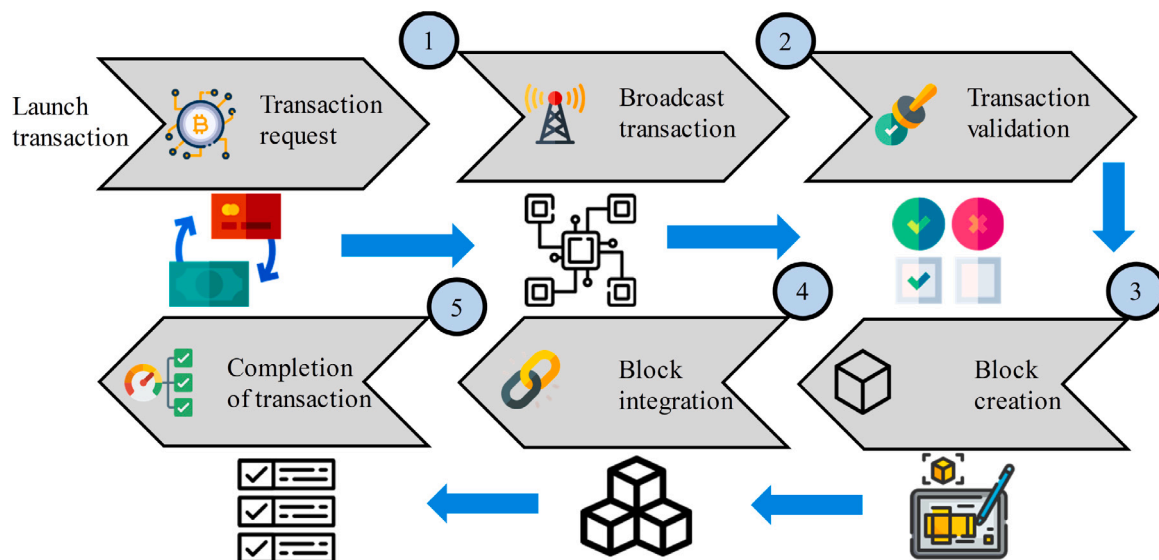 Launch
transaction
Transaction
request
1
Broadcast
transaction
2
Transaction
validation
3
Block
creation
4
Block
integration
5
Completion
of transaction